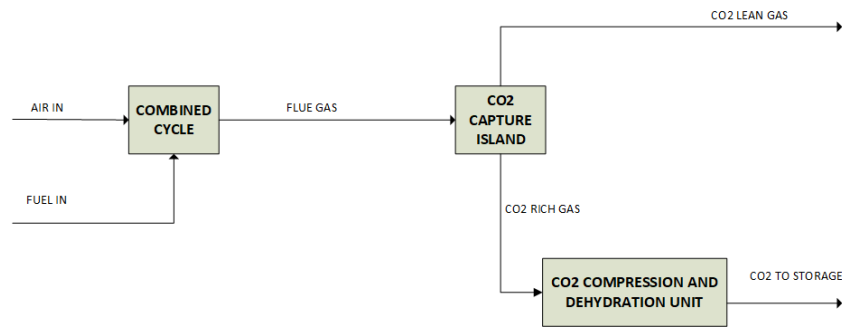 CO2 LEAN GAS
AIR IN
COMBINED
CYCLE
FLUE GAS
CO2
CAPTURE
ISLAND
FUEL IN
CO2 RICH GAS
CO2 COMPRESSION AND
DEHYDRATION UNIT
CO2 TO STORAGE